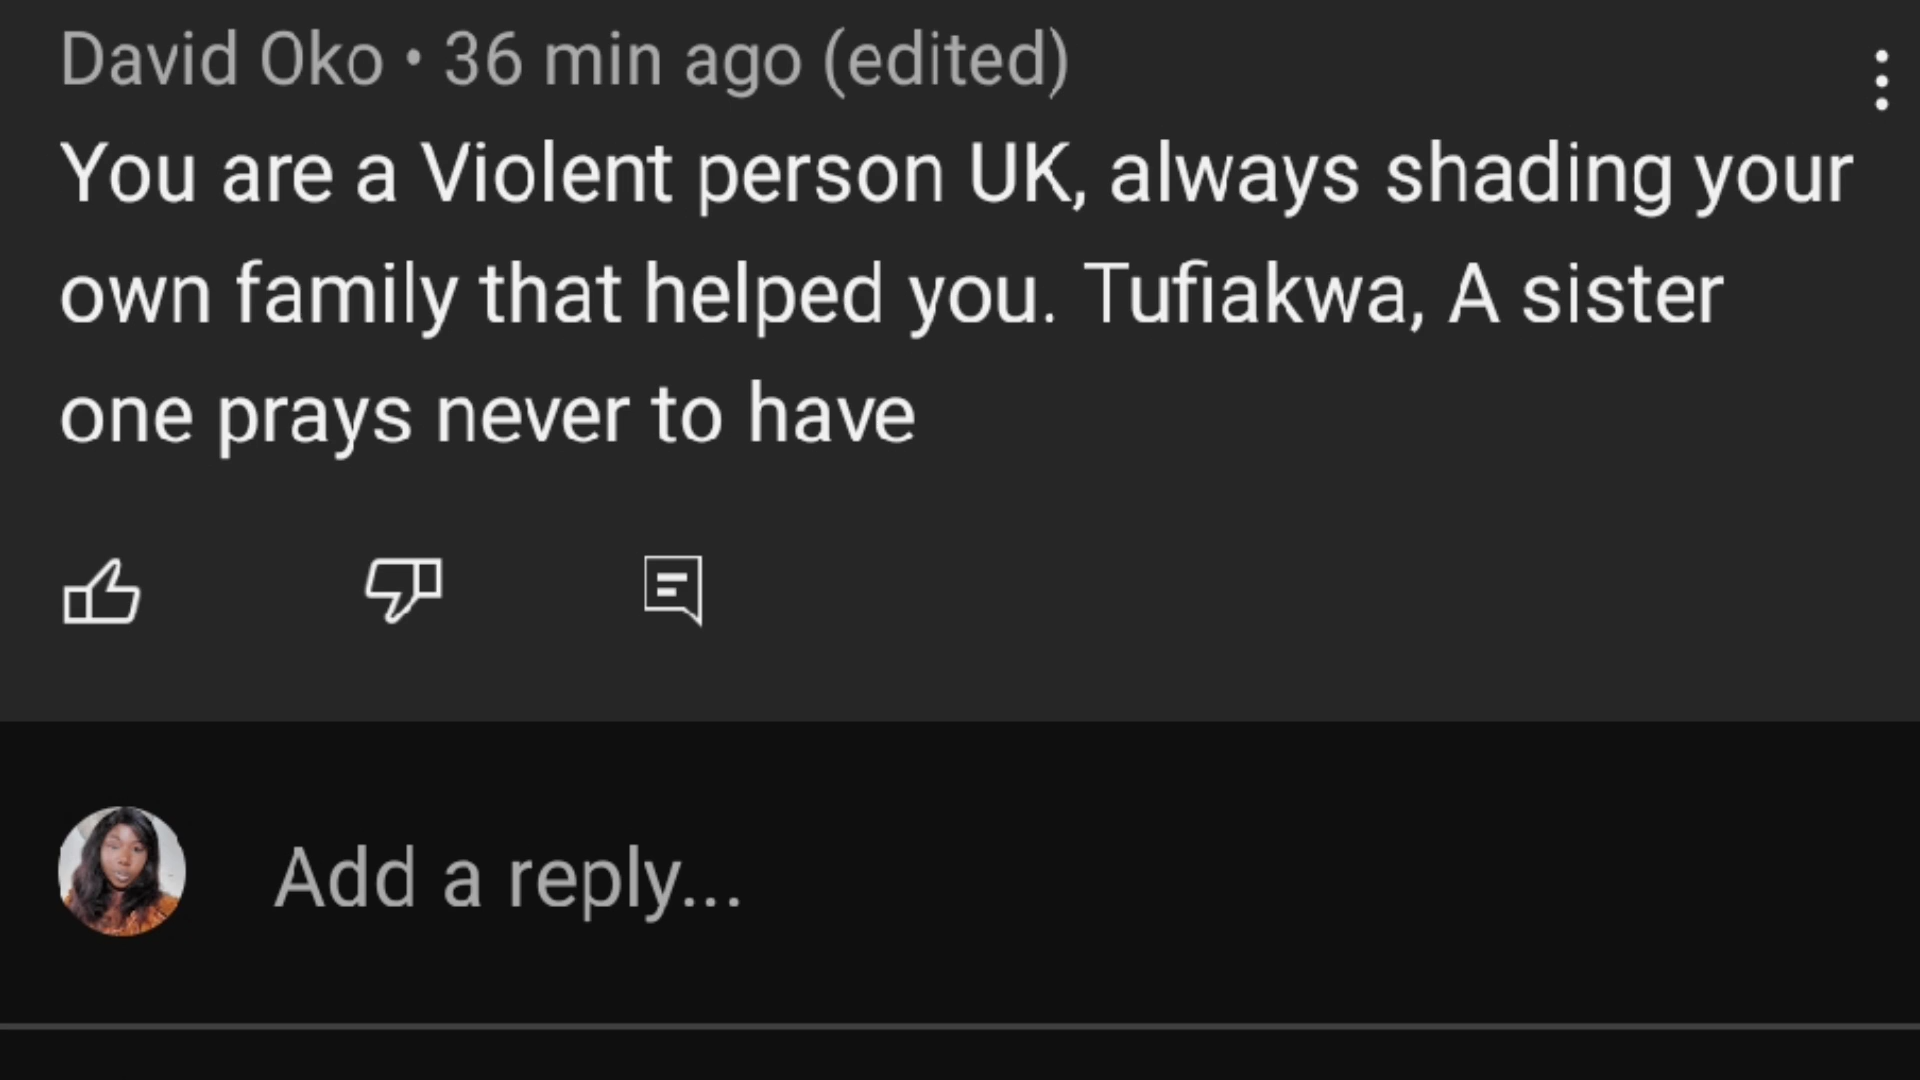 David Oko • 36 min ago (edited)
You are a Violent person UK, always shading your
own family that helped you. Tufiakwa, A sister
one prays never to have
Add a reply...